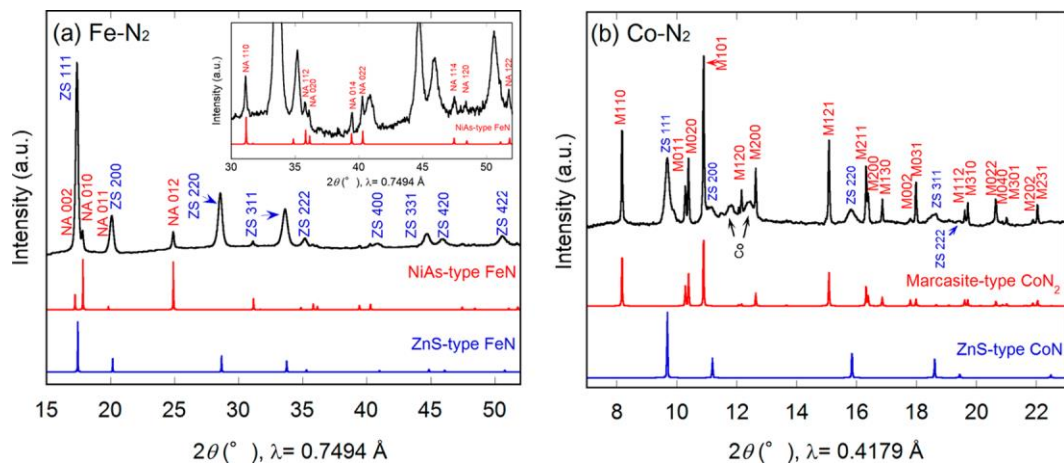 (a) Fe-N2
Intensity (a.u.)
ZS 111
NA 002
NA 010
NA 011
ZS 200
NA 012
ZS 220
ZS 311
ZS 222
ZS 400
ZS 331
ZS 420
ZS 422
NiAs-type FeN
ZnS-type FeN
15 20 25 30 35 40 45 50
2θ(°), λ= 0.7494 Å
Intensity (a.u.)
NA 110
NA 112
NA 020
NA 014
NA 022
NA 114
NA 120
NA 122
NiAs-type FeN
30 35 40 45 50
2θ(°), λ= 0.7494 Å
(b) Co-N2
Intensity (a.u.)
M110
ZS 111
M011
M020
M101
ZS 200
Co
M120
M200
M121
ZS 220
M211
M200
M130
M002
M031
ZS 311
ZS 222
M112
M310
M022
M040
M301
M202
M231
Marcasite-type CoN2
ZnS-type CoN
8 10 12 14 16 18 20 22
2θ(°), λ= 0.4179 Å